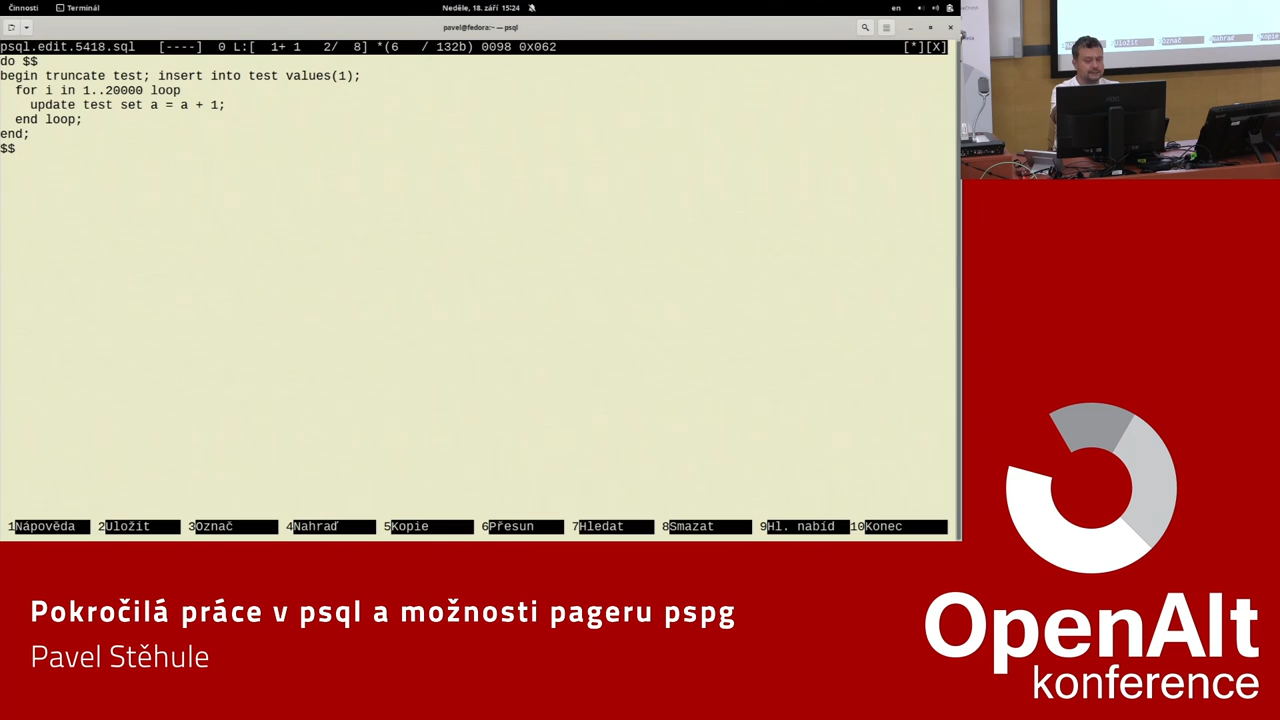 Činnosti Terminál Neděle, 18. září 15:24 en
pavel@fedora:~ — psql
psql.edit.5418.sql [----] 0 L:[ 1+ 1 2/ 8] *(6 / 132b) 0098 0x062 [*][X]
do $$
begin truncate test; insert into test values(1);
for i in 1..20000 loop
update test set a = a + 1;
end loop;
end;
$$
1Nápověda 2Uložit 3Označ 4Nahraď 5Kopie 6Přesun 7Hledat 8Smazat 9Hl. nabíd 10Konec
Pokročilá práce v psql a možnosti pageru pspg
Pavel Stěhule
OpenAlt
konference